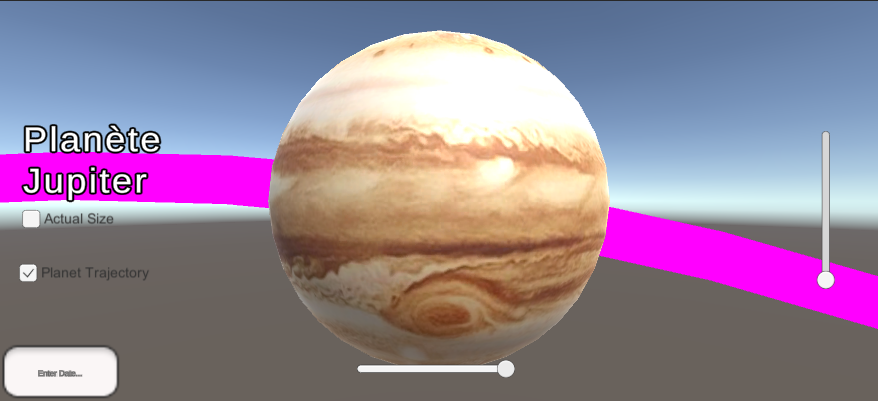 Planète
Jupiter
Actual Size
Planet Trajectory
Enter Date...